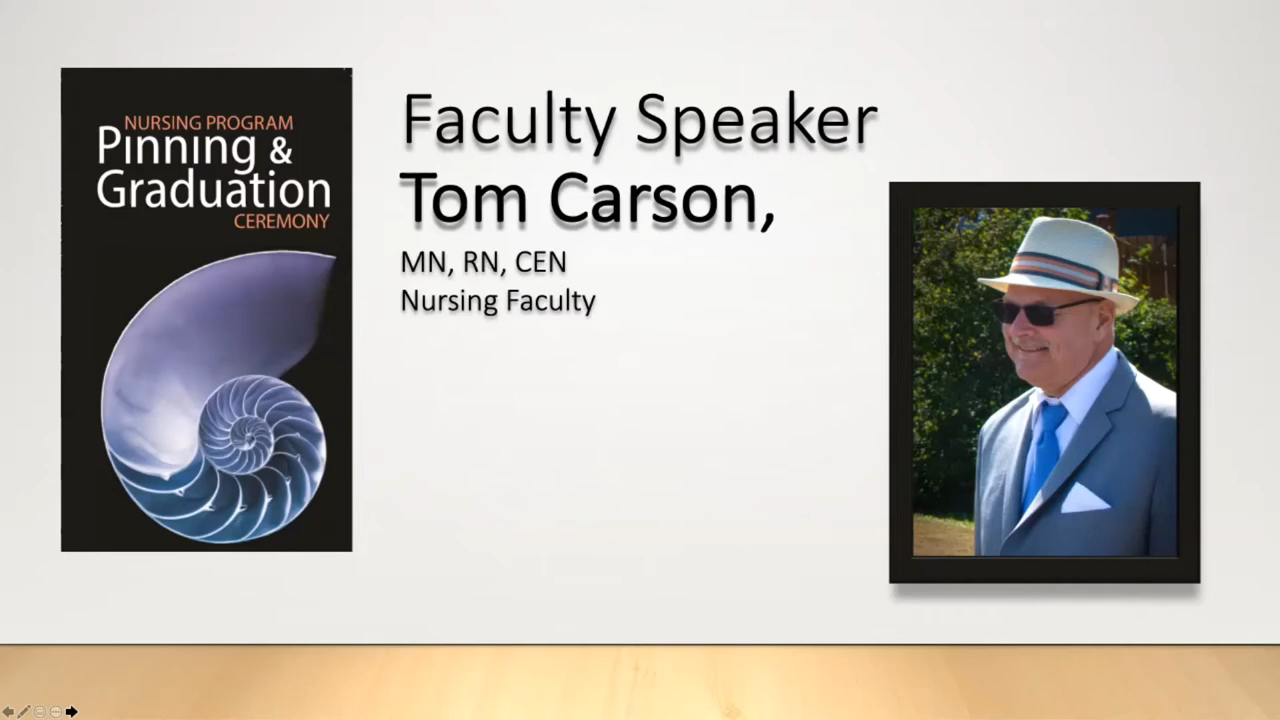 NURSING PROGRAM
Pinning &
Graduation
CEREMONY
Faculty Speaker
Tom Carson,
MN, RN, CEN
Nursing Faculty